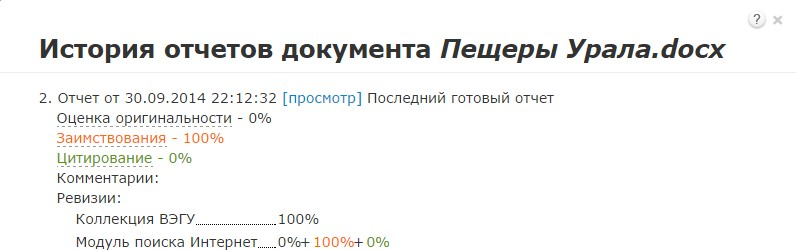 ? ×
История отчетов документа Пещеры Урала.docx
2. Отчет от 30.09.2014 22:12:32 [просмотр] Последний готовый отчет
Оценка оригинальности - 0%
Заимствования - 100%
Цитирование - 0%
Комментарии:
Ревизии:
Коллекция ВЭГУ 100%
Модуль поиска Интернет 0%+ 100%+ 0%